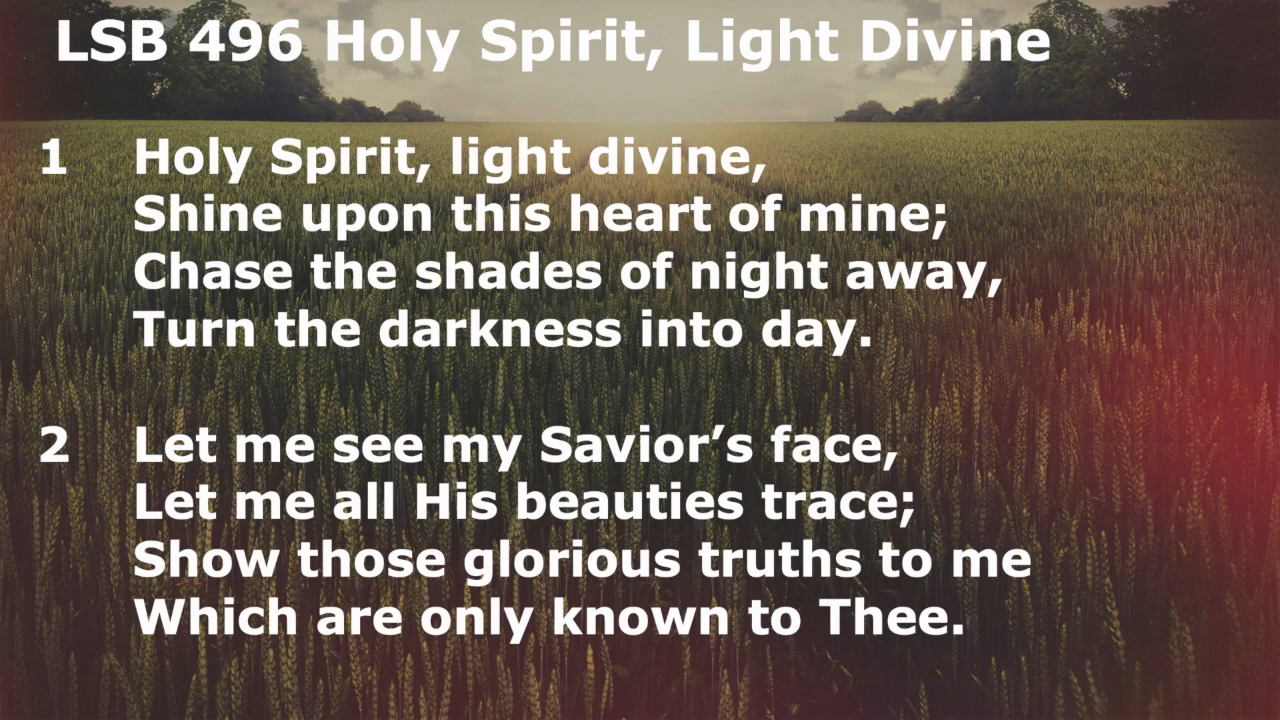 LSB 496 Holy Spirit, Light Divine
1 Holy Spirit, light divine,
Shine upon this heart of mine;
Chase the shades of night away,
Turn the darkness into day.
2 Let me see my Savior’s face,
Let me all His beauties trace;
Show those glorious truths to me
Which are only known to Thee.